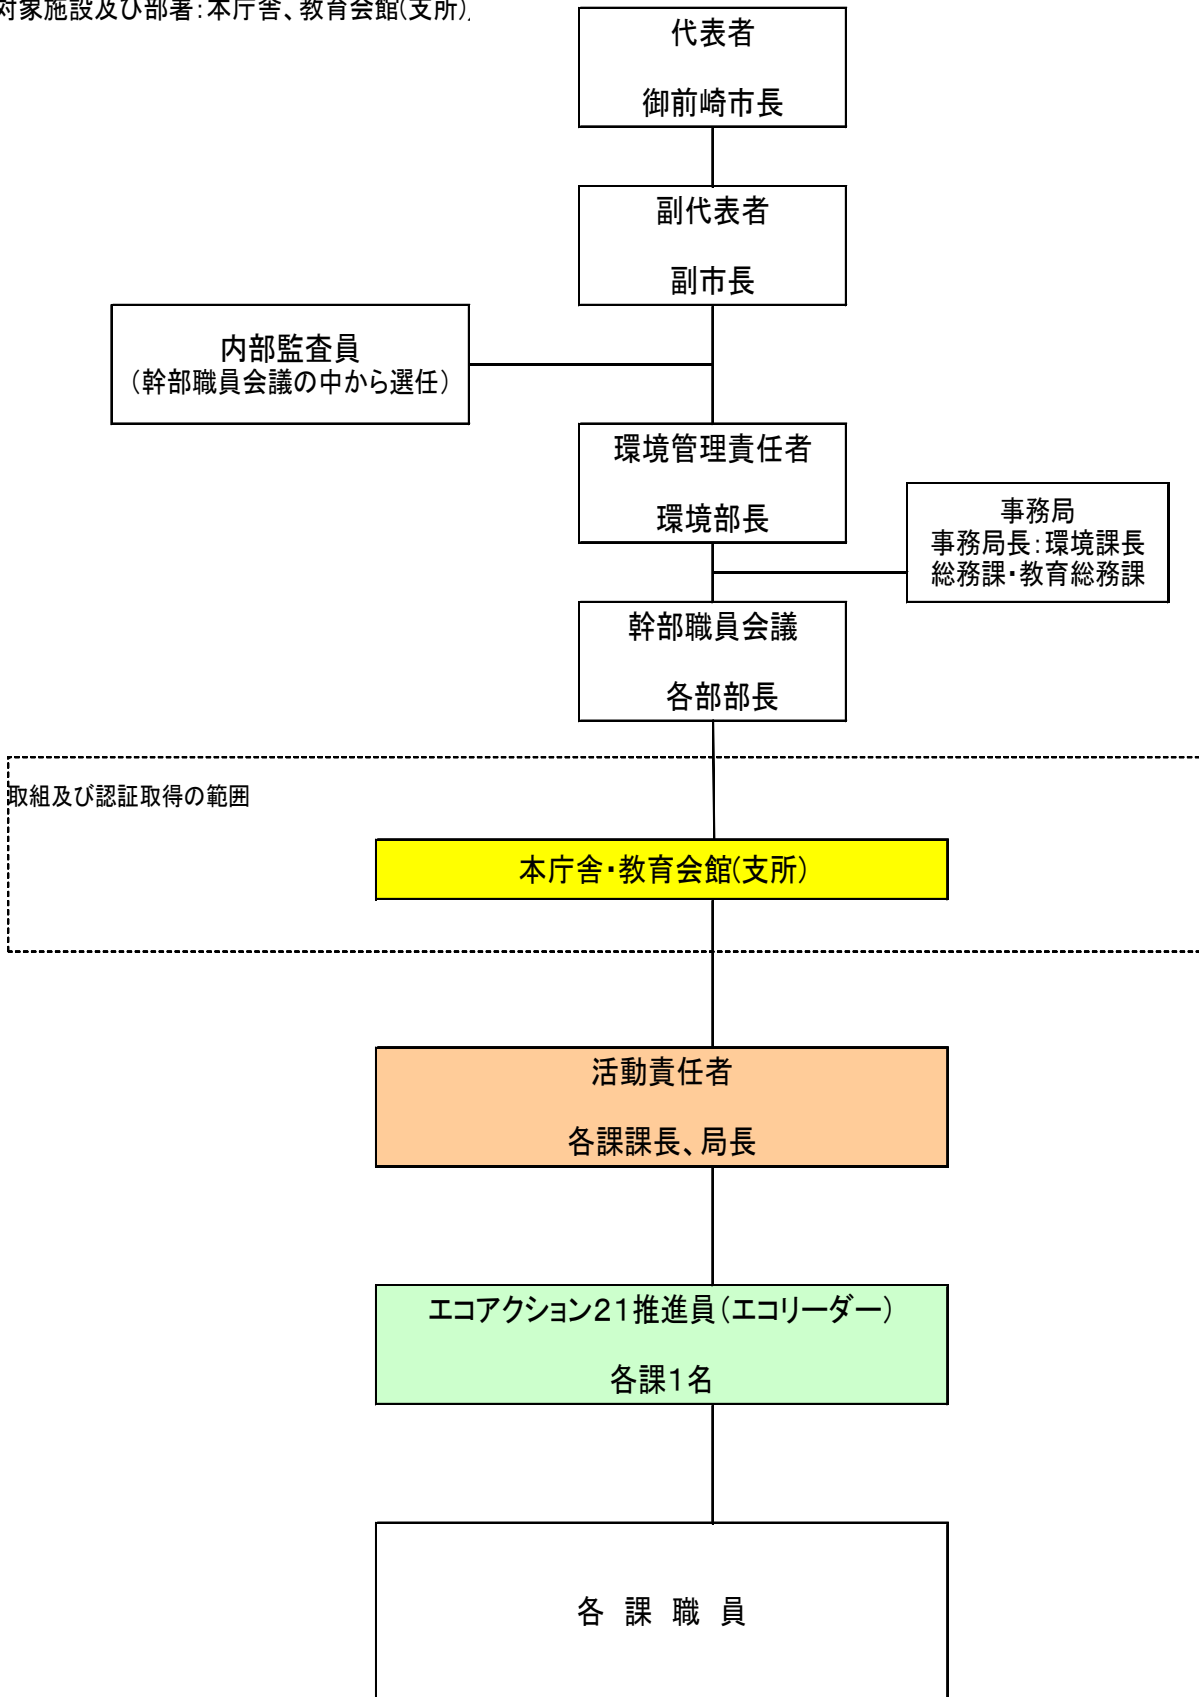 対象施設及び部署：本庁舎、教育会館(支所)
代表者
御前崎市長
副代表者
副市長
内部監査員
（幹部職員会議の中から選任）
環境管理責任者
環境部長
事務局
事務局長：環境課長
総務課・教育総務課
幹部職員会議
各部部長
取組及び認証取得の範囲
本庁舎・教育会館(支所)
活動責任者
各課課長、局長
エコアクション２１推進員（エコリーダー）
各課１名
各 課 職 員